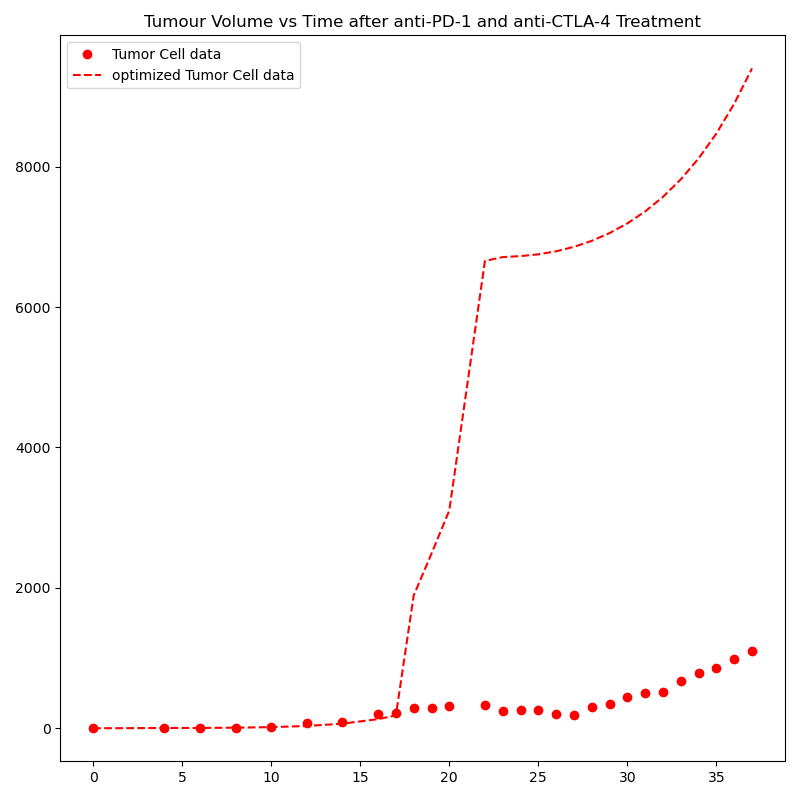 Tumour Volume vs Time after anti-PD-1 and anti-CTLA-4 Treatment
Tumor Cell data
optimized Tumor Cell data
8000
6000
4000
2000
0
0 5 10 15 20 25 30 35